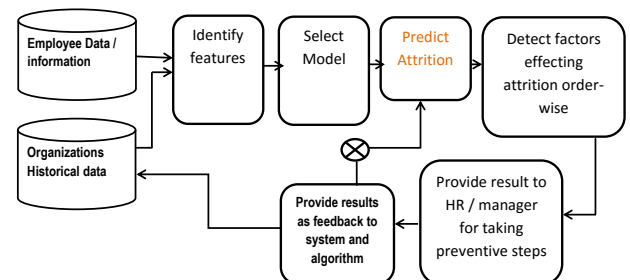 Employee Data /
information
Identify
features
Select
Model
Predict
Attrition
Detect factors
effecting
attrition order-
wise
Organizations
Historical data
Provide results
as feedback to
system and
algorithm
Provide result to
HR / manager
for taking
preventive steps